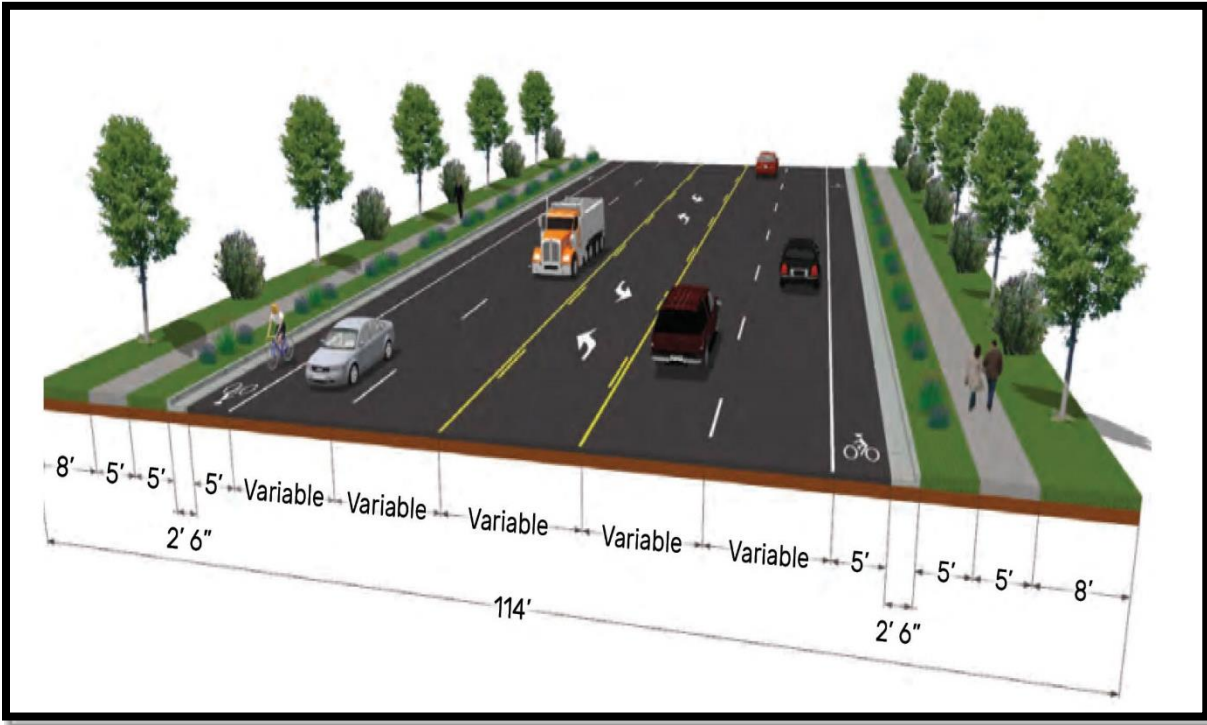 8′ 5′ 5′ 5′ Variable Variable Variable Variable Variable 5′ 5′ 5′ 8′
2′ 6″ 2′ 6″
114′